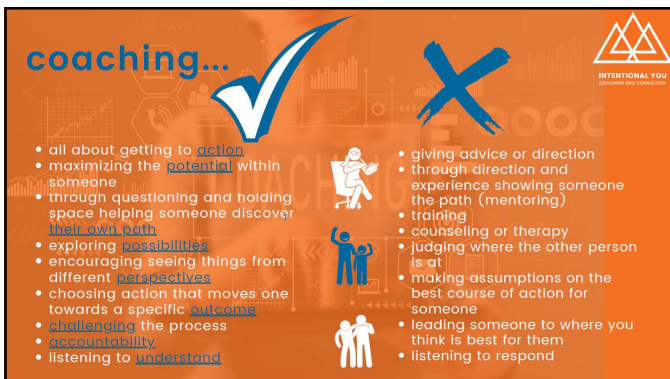 coaching...
• all about getting to action
• maximizing the potential within
someone
• through questioning and holding
space helping someone discover
their own path
• exploring possibilities
• encouraging seeing things from
different perspectives
• choosing action that moves one
towards a specific outcome
• challenging the process
• accountability
• listening to understand
• giving advice or direction
• through direction and
experience showing someone
the path (mentoring)
• training
• counseling or therapy
• judging where the other person
is at
• making assumptions on the
best course of action for
someone
• leading someone to where you
think is best for them
• listening to respond
INTENTIONAL YOU
COACHING AND CONSULTING
COACHING